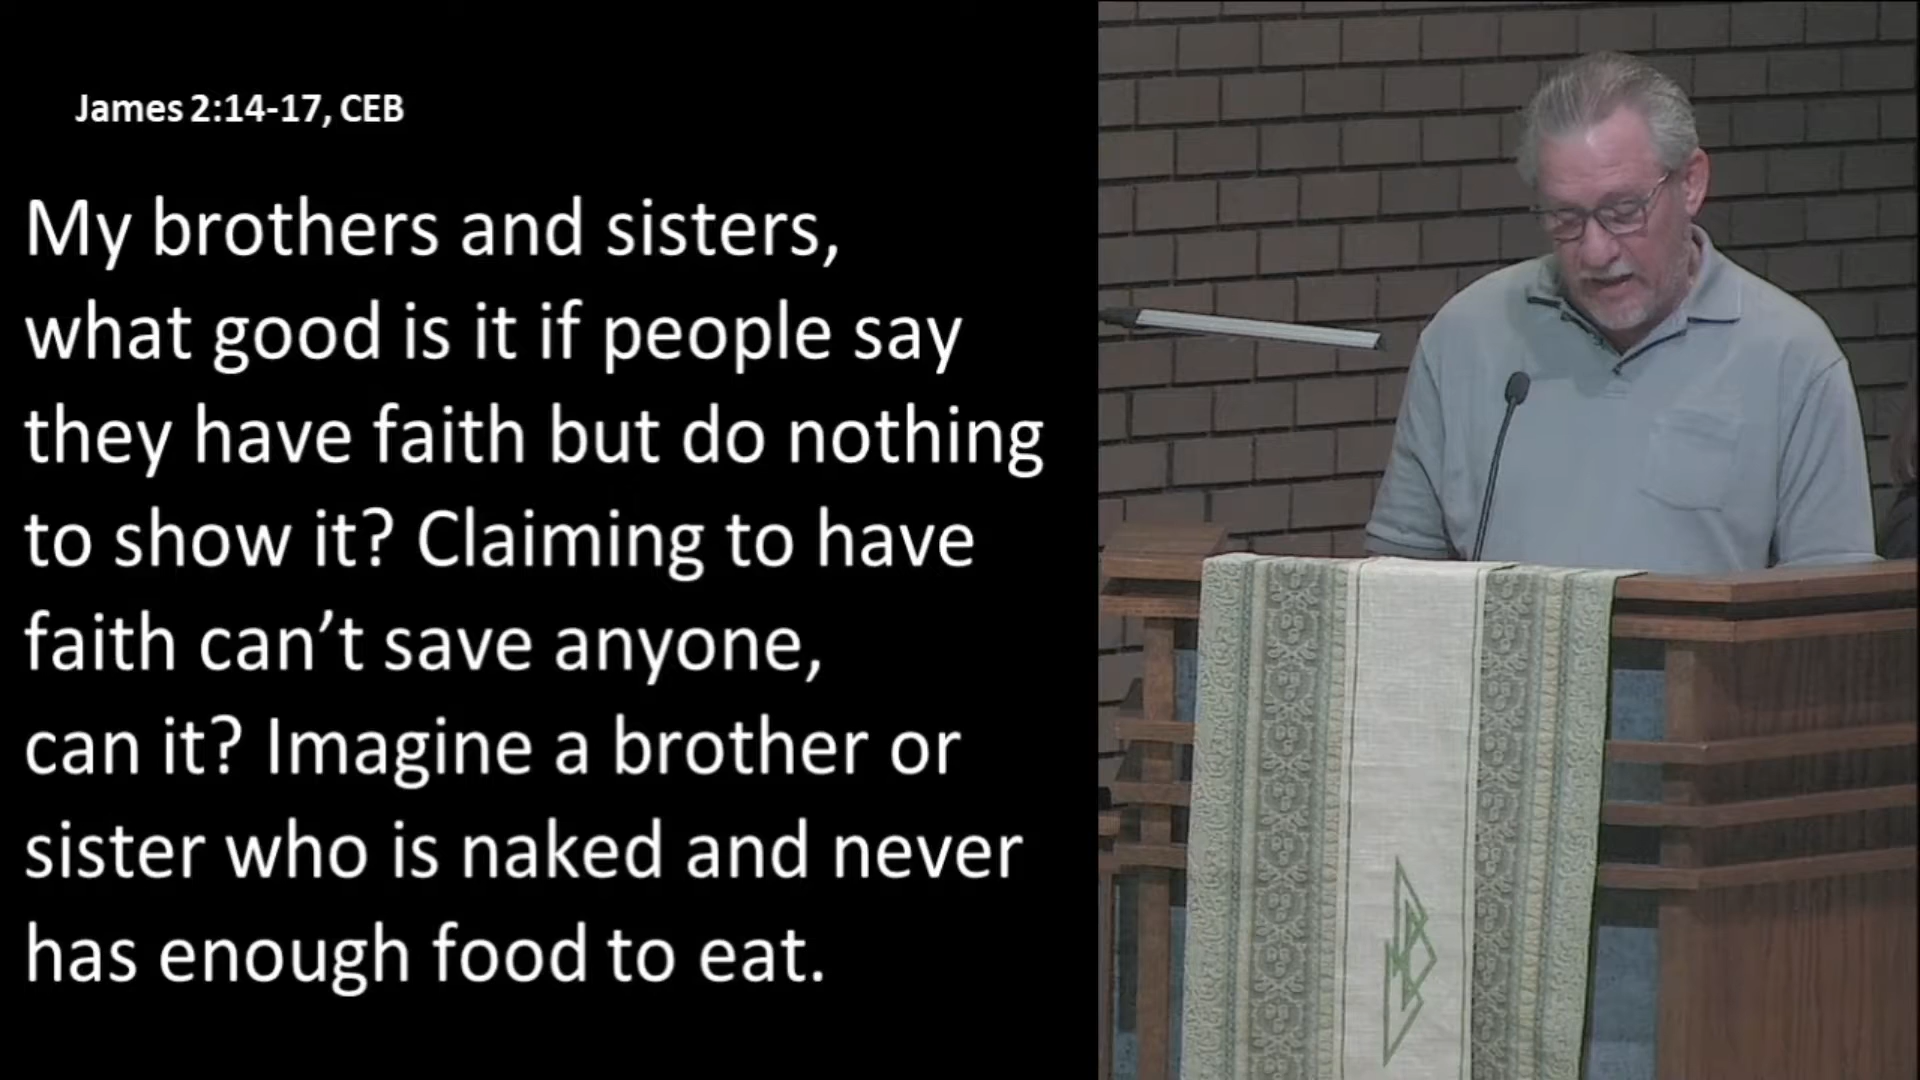 James 2:14-17, CEB
My brothers and sisters,
what good is it if people say
they have faith but do nothing
to show it? Claiming to have
faith can’t save anyone,
can it? Imagine a brother or
sister who is naked and never
has enough food to eat.